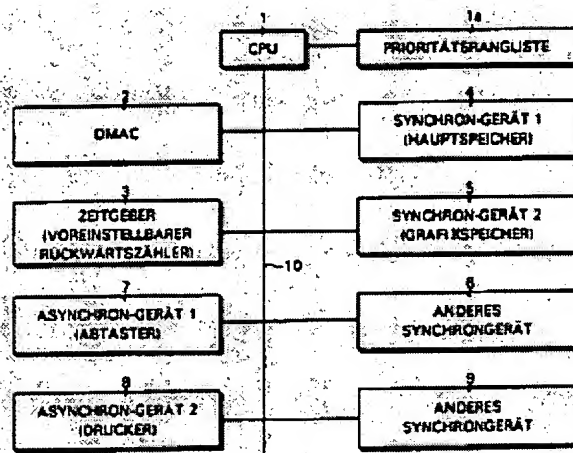 1
CPU
1a
PRIORITÄTSRANGLISTE
2
DMAC
4
SYNCHRON-GERÄT 1
(HAUPTSPEICHER)
3
ZEITGEBER
(VOREINSTELLBARER
RÜCKWÄRTSZÄHLER)
5
SYNCHRON-GERÄT 2
(GRAFIKSPEICHER)
10
7
ASYNCHRON-GERÄT 1
(ABTASTER)
6
ANDERES
SYNCHRONGERÄT
8
ASYNCHRON-GERÄT 2
(DRUCKER)
9
ANDERES
SYNCHRONGERÄT